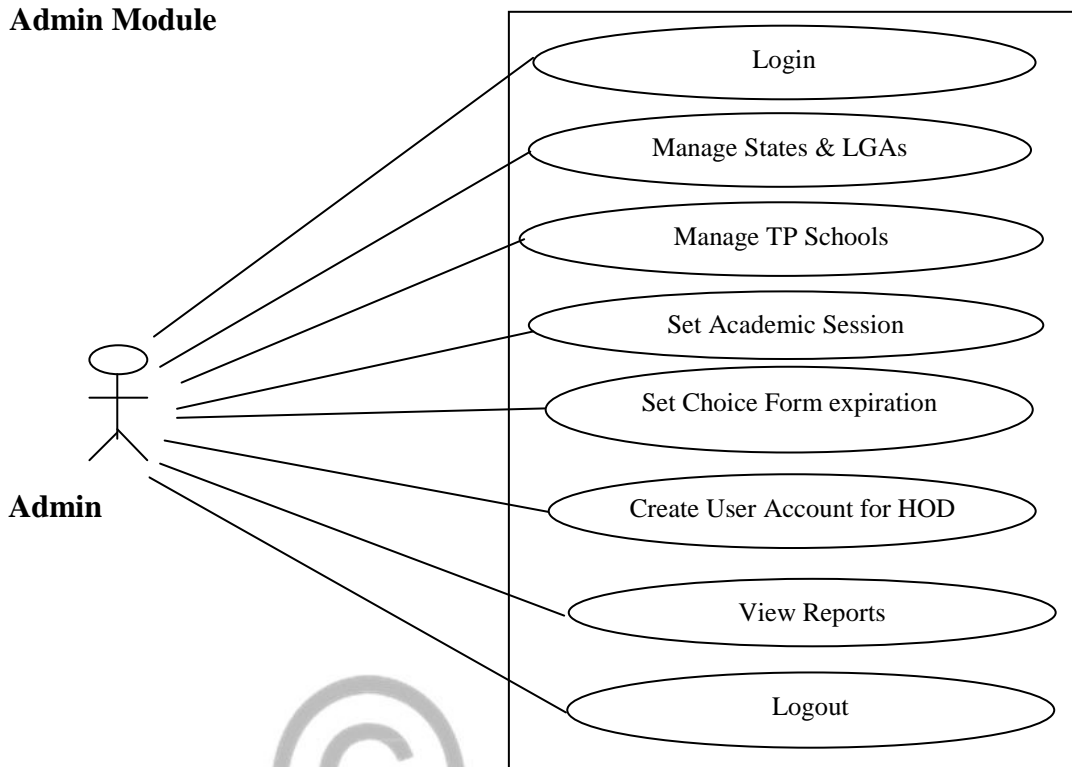 Admin Module
Login
Manage States & LGAs
Manage TP Schools
Set Academic Session
Set Choice Form expiration
Create User Account for HOD
Admin
View Reports
Logout
©